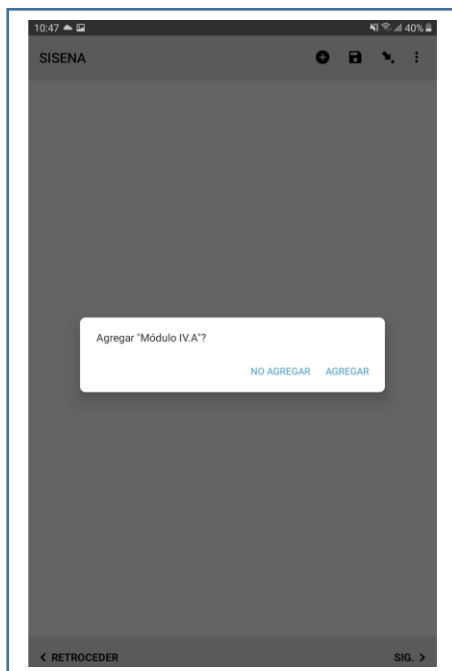 10:47 40%
SISENA
Agregar "Módulo IV.A"?
NO AGREGAR AGREGAR
RETROCEDER SIG.